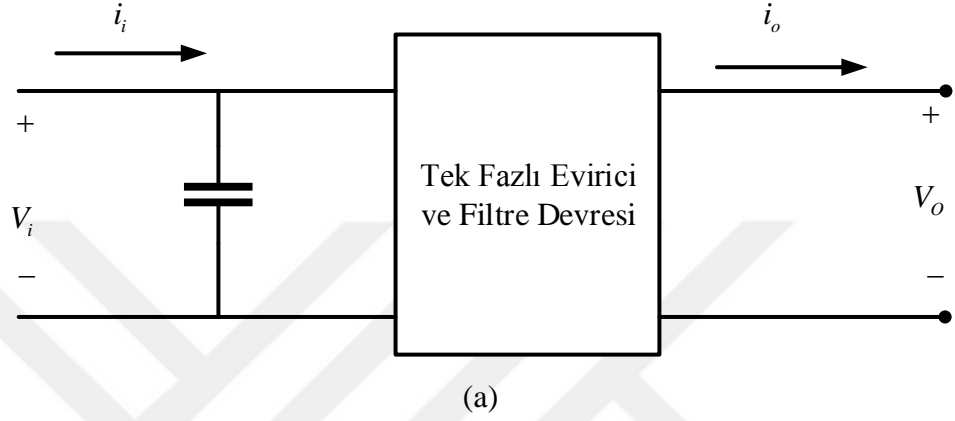 i_i
i_o
+
+
Tek Fazlı Evirici
ve Filtre Devresi
V_i
V_O
−
−
(a)